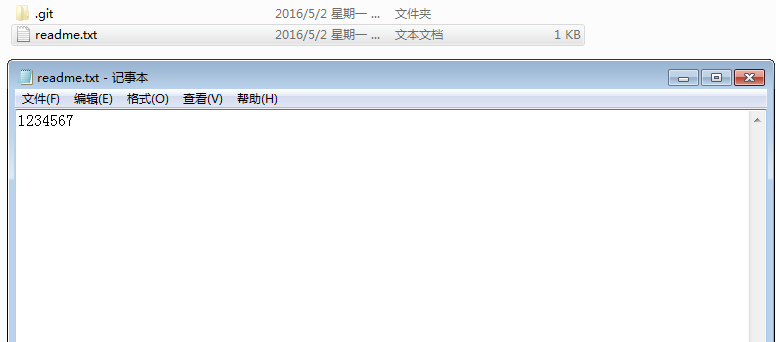 .git 2016/5/2 星期一 ... 文件夹
readme.txt 2016/5/2 星期一 ... 文本文档 1 KB
readme.txt - 记事本
文件(F) 编辑(E) 格式(O) 查看(V) 帮助(H)
1234567